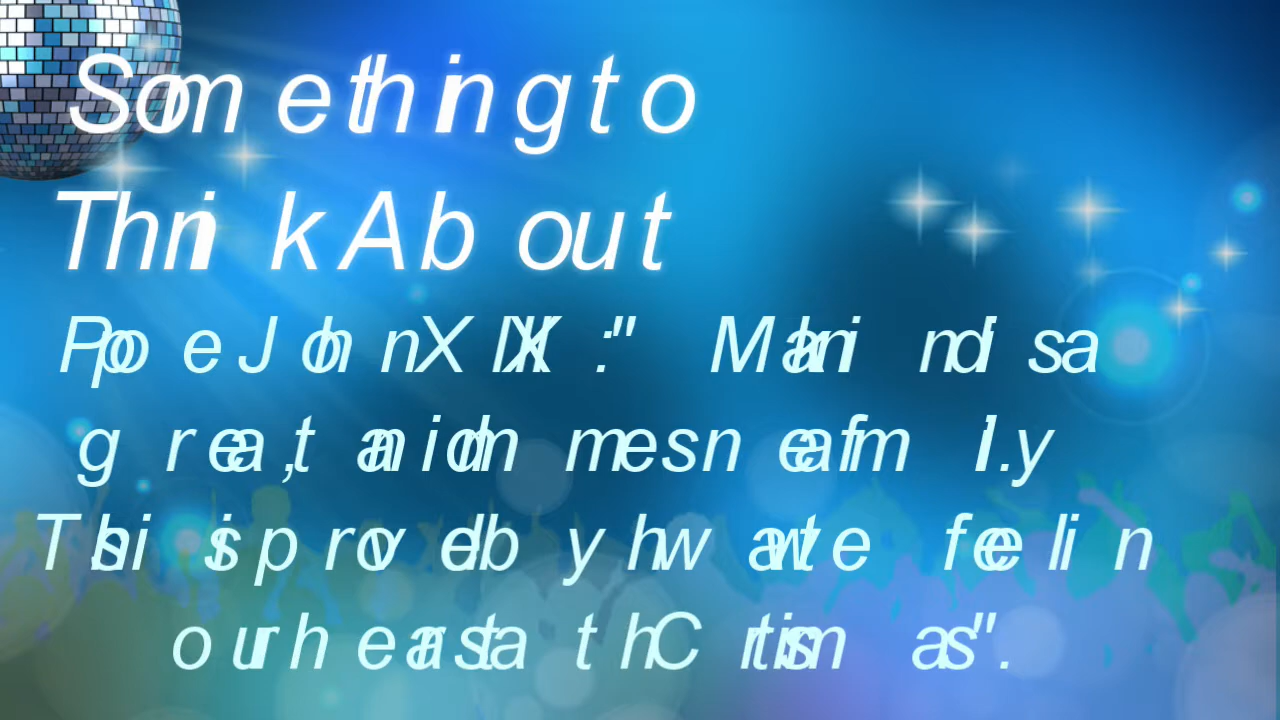 Something to
Think About
Pope John XXIII: "Mankind is a
great, an immense family.
This is proved by what we feel in
our hearts at Christmas".